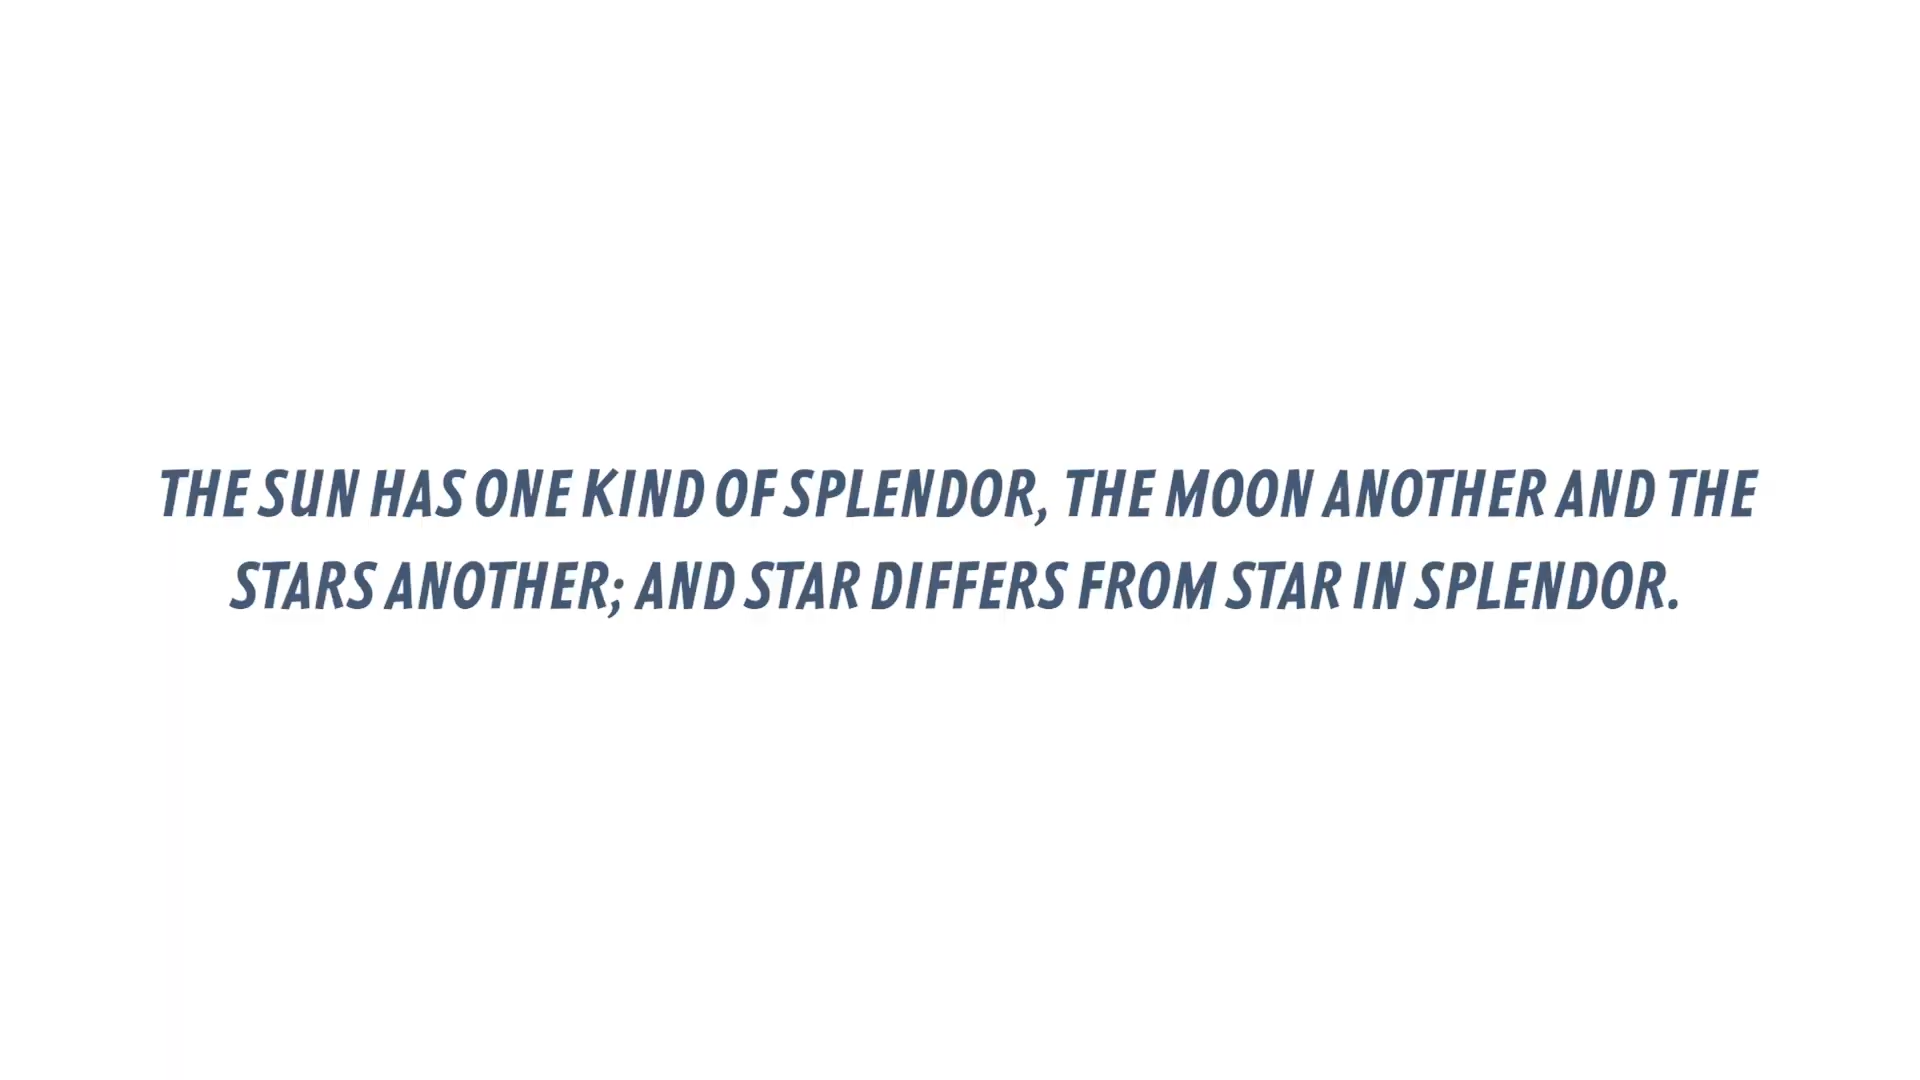 THE SUN HAS ONE KIND OF SPLENDOR, THE MOON ANOTHER AND THE
STARS ANOTHER; AND STAR DIFFERS FROM STAR IN SPLENDOR.